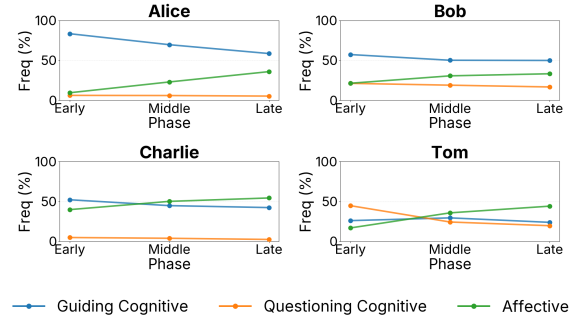 Alice
Bob
Freq (%)
100
50
0
Early
Middle
Late
Phase
Freq (%)
100
50
0
Early
Middle
Late
Phase
Charlie
Tom
Freq (%)
100
50
0
Early
Middle
Late
Phase
Freq (%)
100
50
0
Early
Middle
Late
Phase
Guiding Cognitive
Questioning Cognitive
Affective